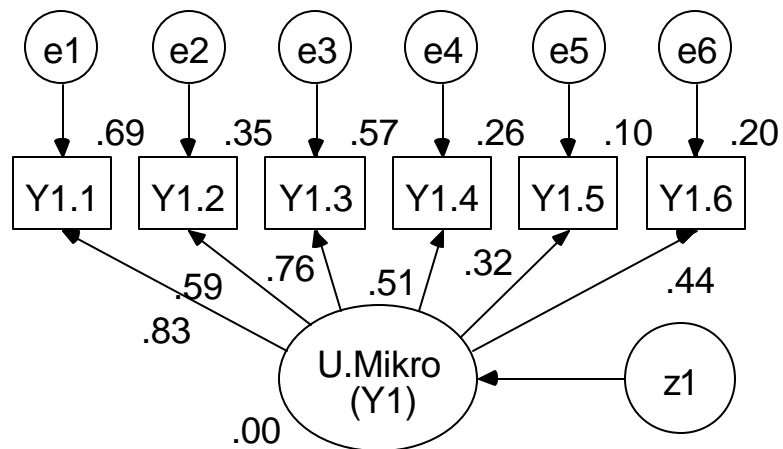 e1 e2 e3 e4 e5 e6
.69 .35 .57 .26 .10 .20
Y1.1 Y1.2 Y1.3 Y1.4 Y1.5 Y1.6
.83 .59 .76 .51 .32 .44
U.Mikro
(Y1)
z1
.00